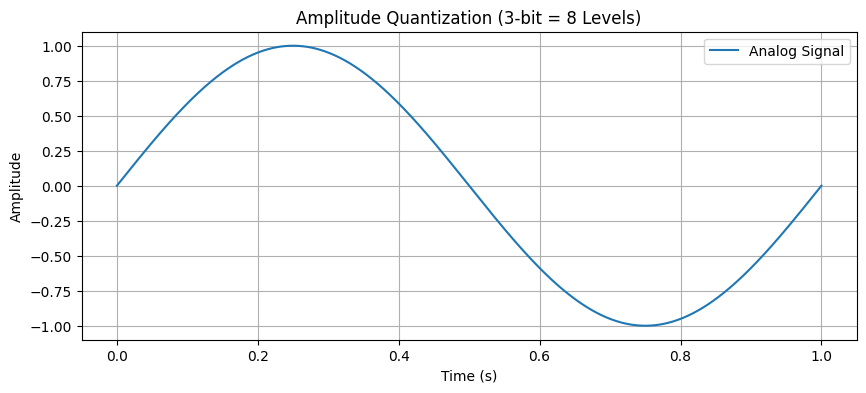 Amplitude Quantization (3-bit = 8 Levels)
Analog Signal
1.00
0.75
0.50
0.25
0.00
−0.25
−0.50
−0.75
−1.00
Amplitude
0.0 0.2 0.4 0.6 0.8 1.0
Time (s)